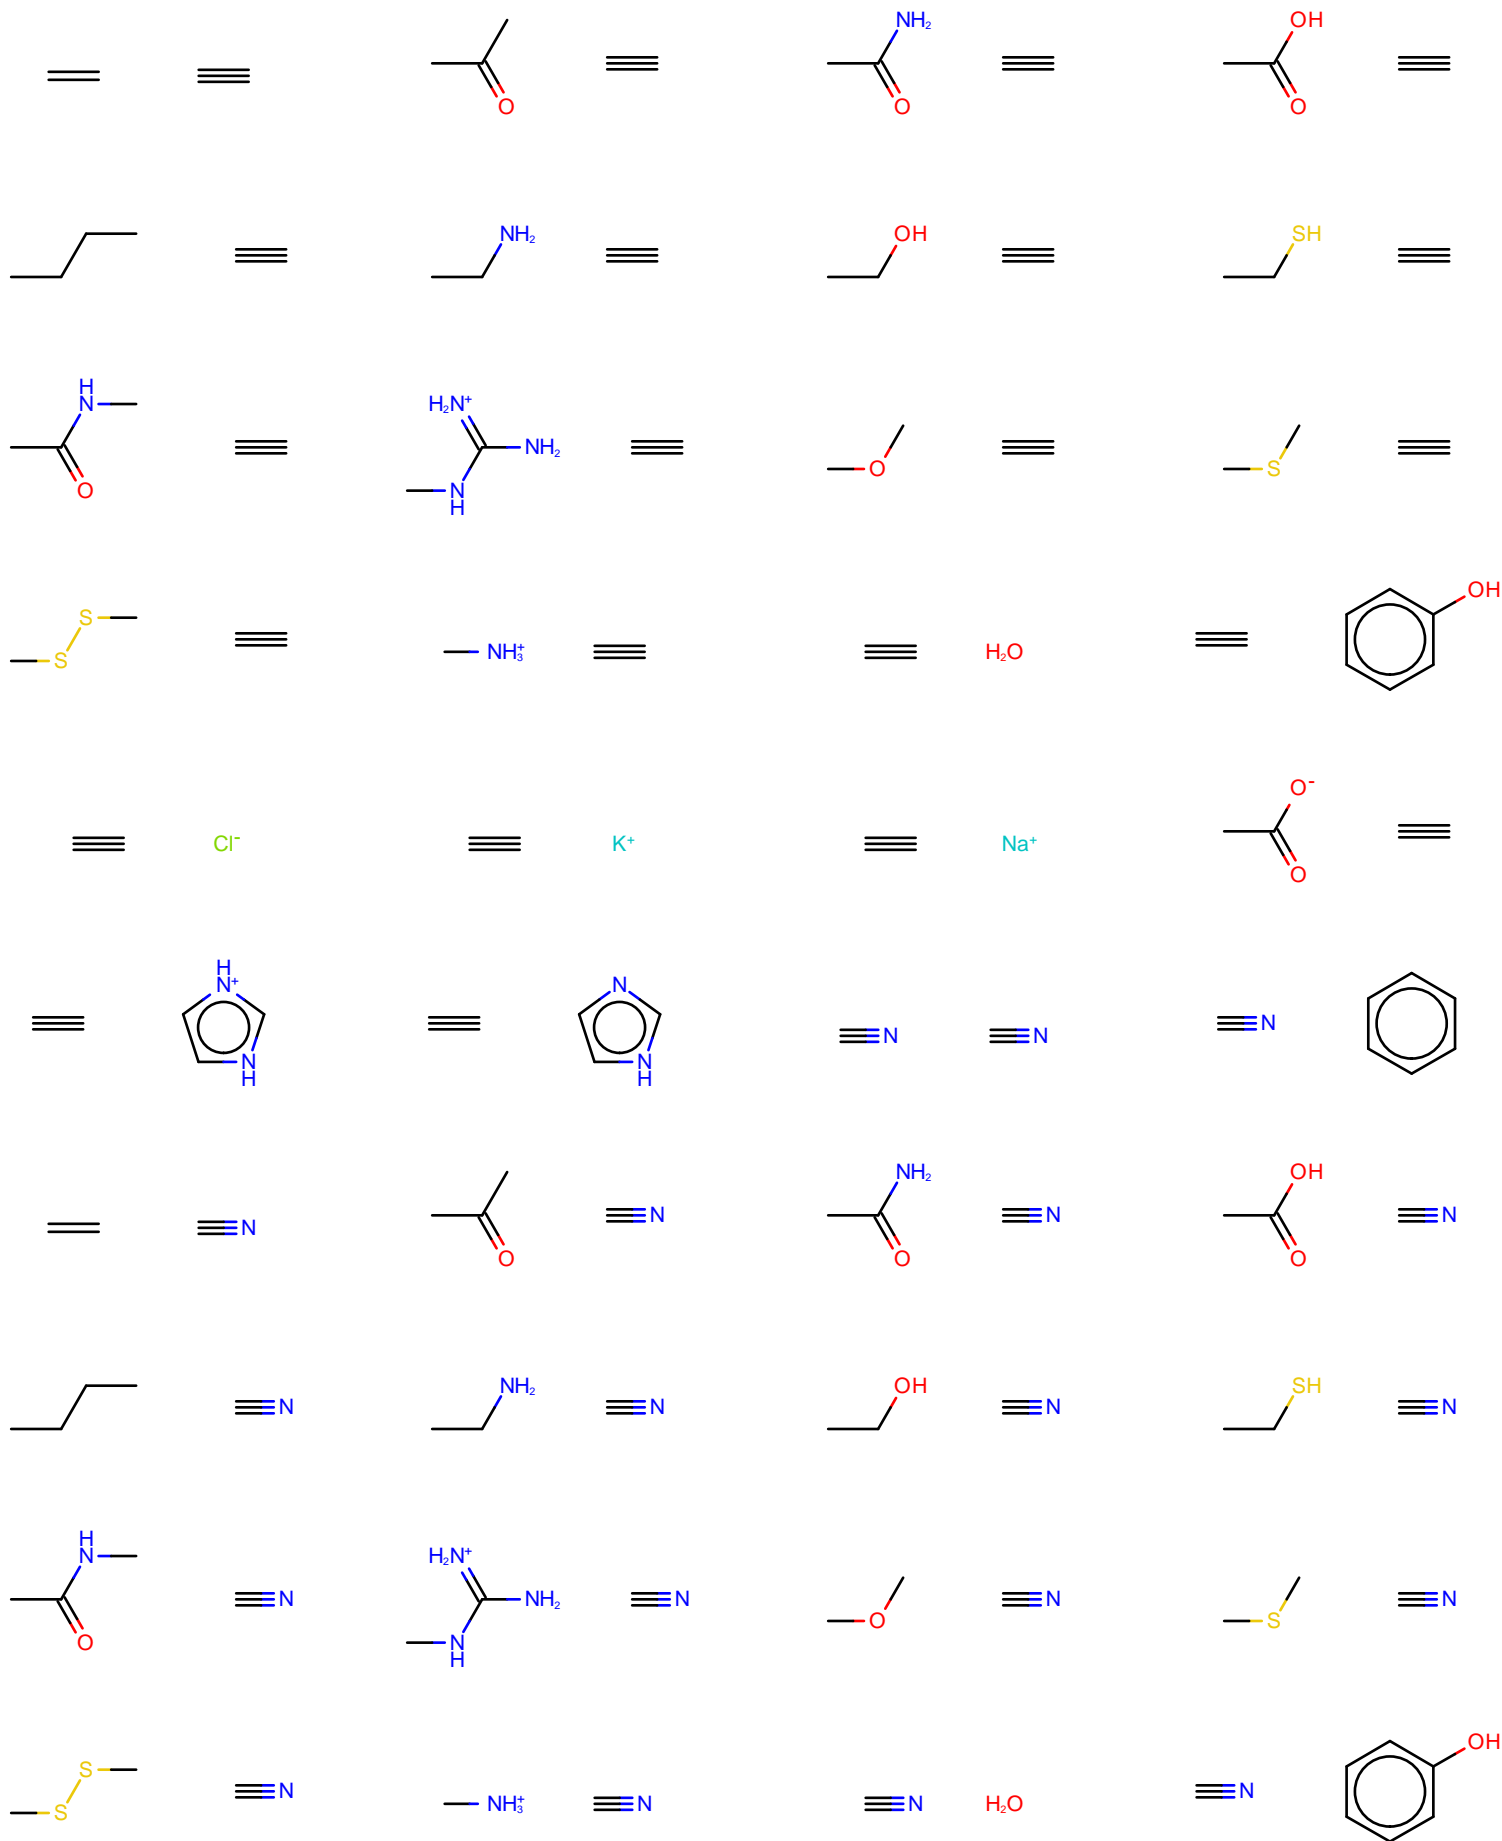 O NH₂ O OH O
NH₂ OH SH
H N O H₂N⁺ NH₂ N H O S
S S NH₃⁺ H₂O OH
Cl⁻ K⁺ Na⁺ O⁻ O
H N⁺ N H N N H N N N
N O N NH₂ O N OH O N
N NH₂ N OH N SH N
H N O N H₂N⁺ NH₂ N H N O N S N
S S N NH₃⁺ N N H₂O N OH